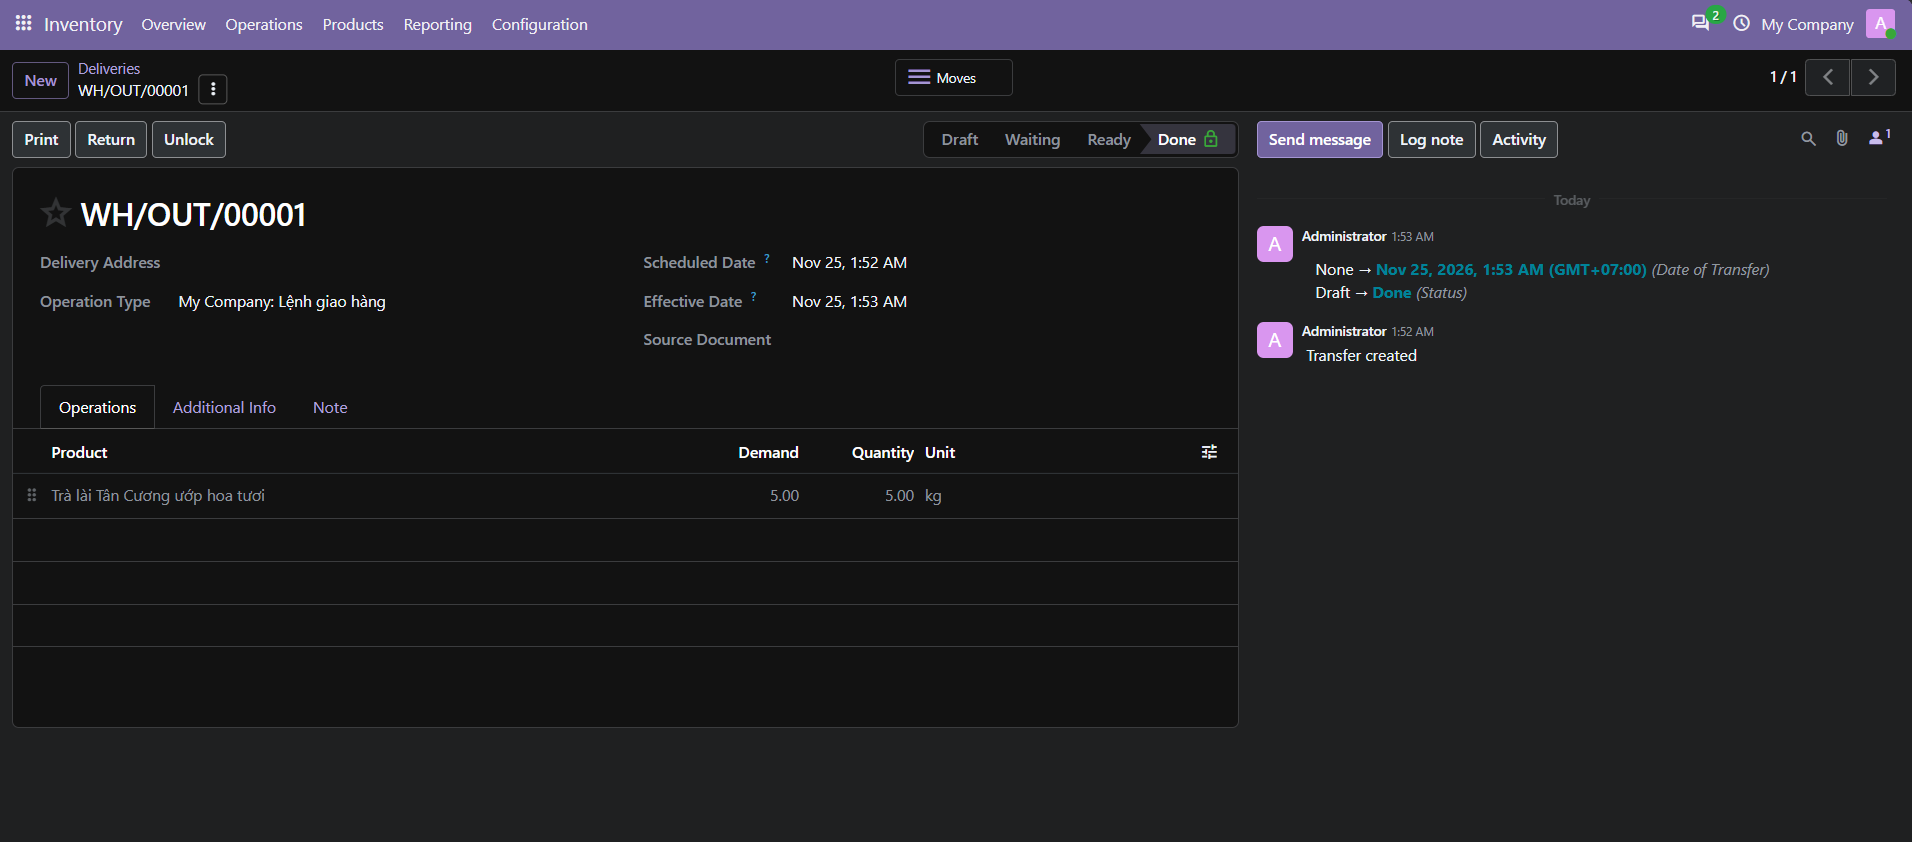 Inventory Overview Operations Products Reporting Configuration 2 My Company A
New Deliveries
WH/OUT/00001
Moves
1 / 1
Print Return Unlock Draft Waiting Ready Done
Send message Log note Activity 1
WH/OUT/00001
Delivery Address
Operation Type My Company: Lệnh giao hàng
Scheduled Date ? Nov 25, 1:52 AM
Effective Date ? Nov 25, 1:53 AM
Source Document
Operations Additional Info Note
Product Demand Quantity Unit
Trà lài Tân Cương ướp hoa tươi 5.00 5.00 kg
Today
A Administrator 1:53 AM
None → Nov 25, 2026, 1:53 AM (GMT+07:00) (Date of Transfer)
Draft → Done (Status)
A Administrator 1:52 AM
Transfer created